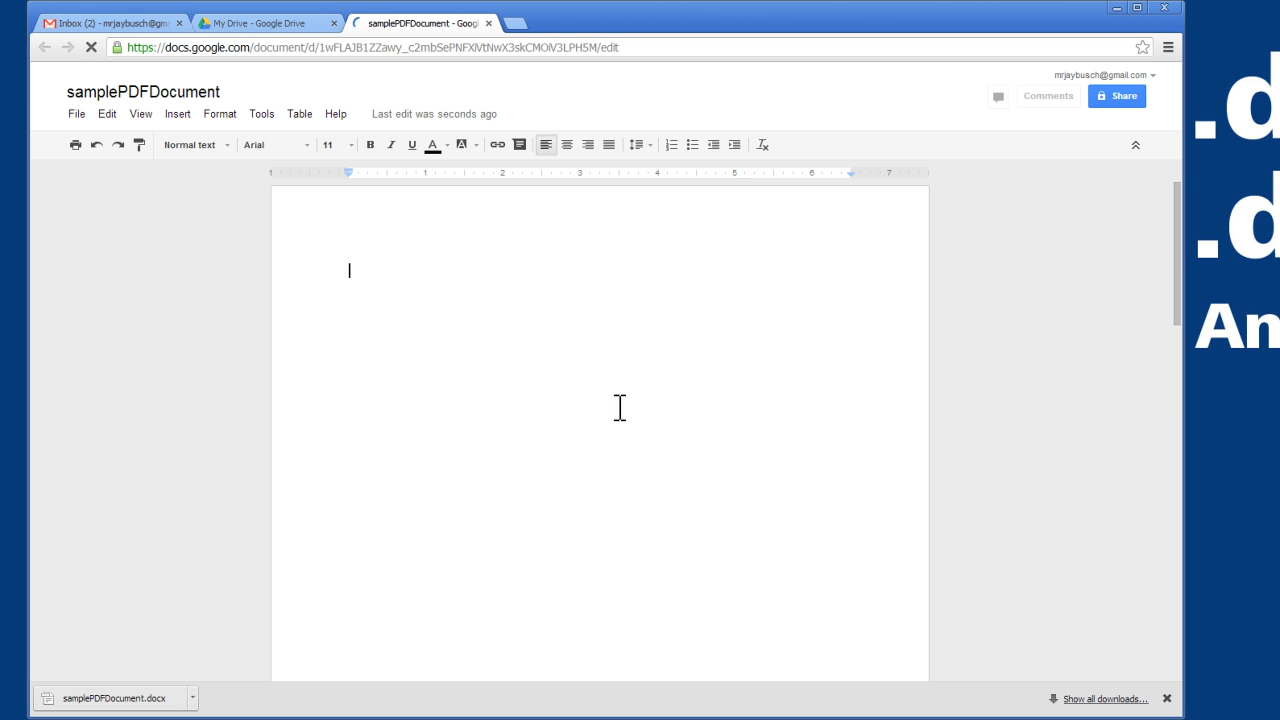 Inbox (2) - mrjaybusch@gm
My Drive - Google Drive
samplePDFDocument - Goog
https://docs.google.com/document/d/1wFLAJB1ZZawy_c2mbSePNFXiVtNwX3skCMOiV3LPH5M/edit
mrjaybusch@gmail.com
samplePDFDocument
Comments
Share
File Edit View Insert Format Tools Table Help Last edit was seconds ago
Normal text Arial 11 B I U A A
1 1 2 3 4 5 6 7
.d
.d
An
samplePDFDocument.docx
Show all downloads...